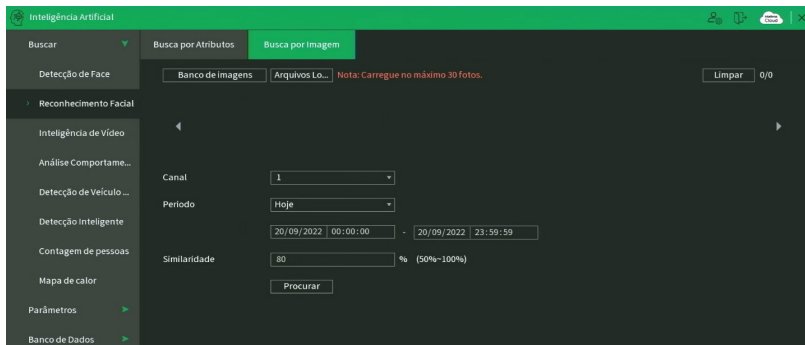 Inteligência Artificial
Buscar
Busca por Atributos
Busca por Imagem
Detecção de Face
Banco de imagens
Arquivos Lo...
Nota: Carregue no máximo 30 fotos.
Limpar
0/0
Reconhecimento Facial
Inteligência de Vídeo
Análise Comportame...
Canal
1
Detecção de Veículo ...
Periodo
Hoje
Detecção Inteligente
20/09/2022 00:00:00 - 20/09/2022 23:59:59
Contagem de pessoas
Similaridade
80
% (50%~100%)
Mapa de calor
Procurar
Parâmetros
Banco de Dados